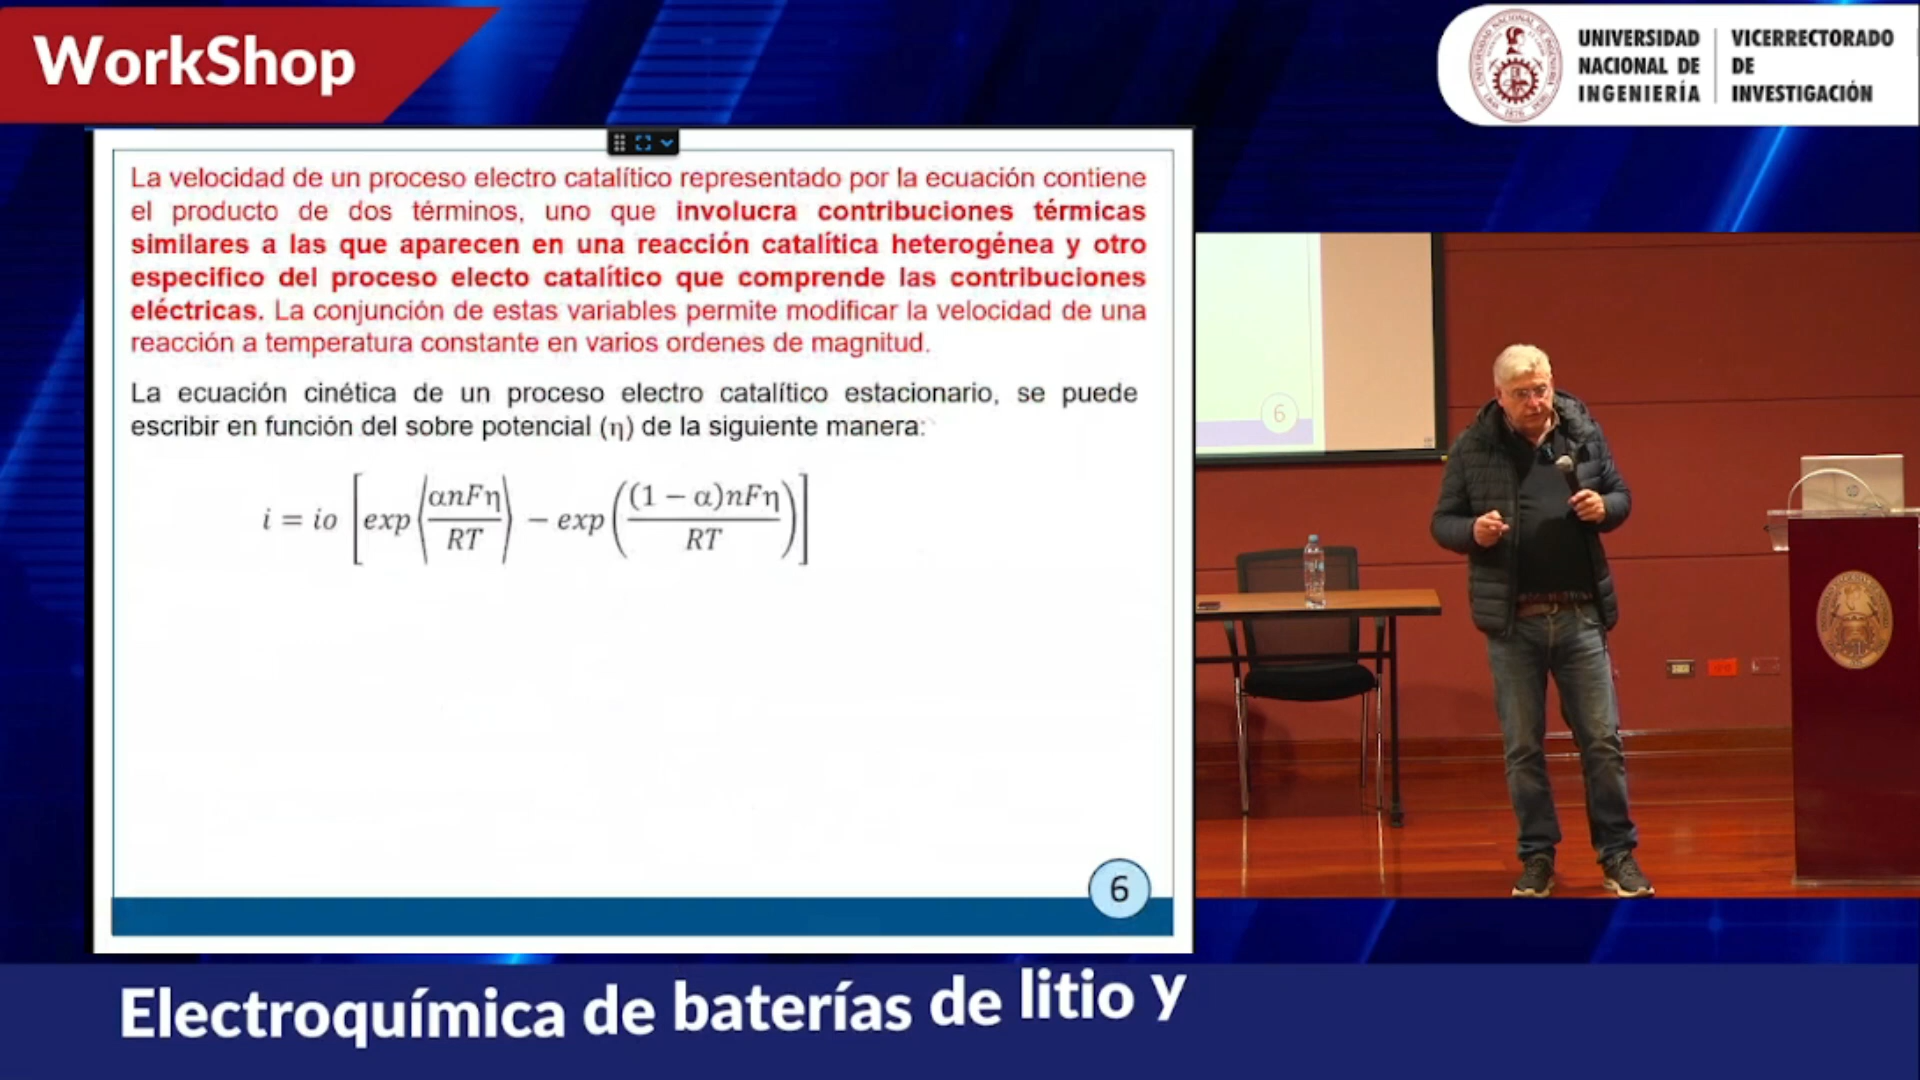 WorkShop
UNIVERSIDAD
NACIONAL DE
INGENIERÍA
VICERRECTORADO
DE
INVESTIGACIÓN
La velocidad de un proceso electro catalítico representado por la ecuación contiene
el producto de dos términos, uno que involucra contribuciones térmicas
similares a las que aparecen en una reacción catalítica heterogénea y otro
especifico del proceso electo catalítico que comprende las contribuciones
eléctricas. La conjunción de estas variables permite modificar la velocidad de una
reacción a temperatura constante en varios ordenes de magnitud.
La ecuación cinética de un proceso electro catalítico estacionario, se puede
escribir en función del sobre potencial (η) de la siguiente manera:
i = io [exp(αnFη/RT) − exp((1 − α)nFη/RT)]
6
6
Electroquímica de baterías de litio y